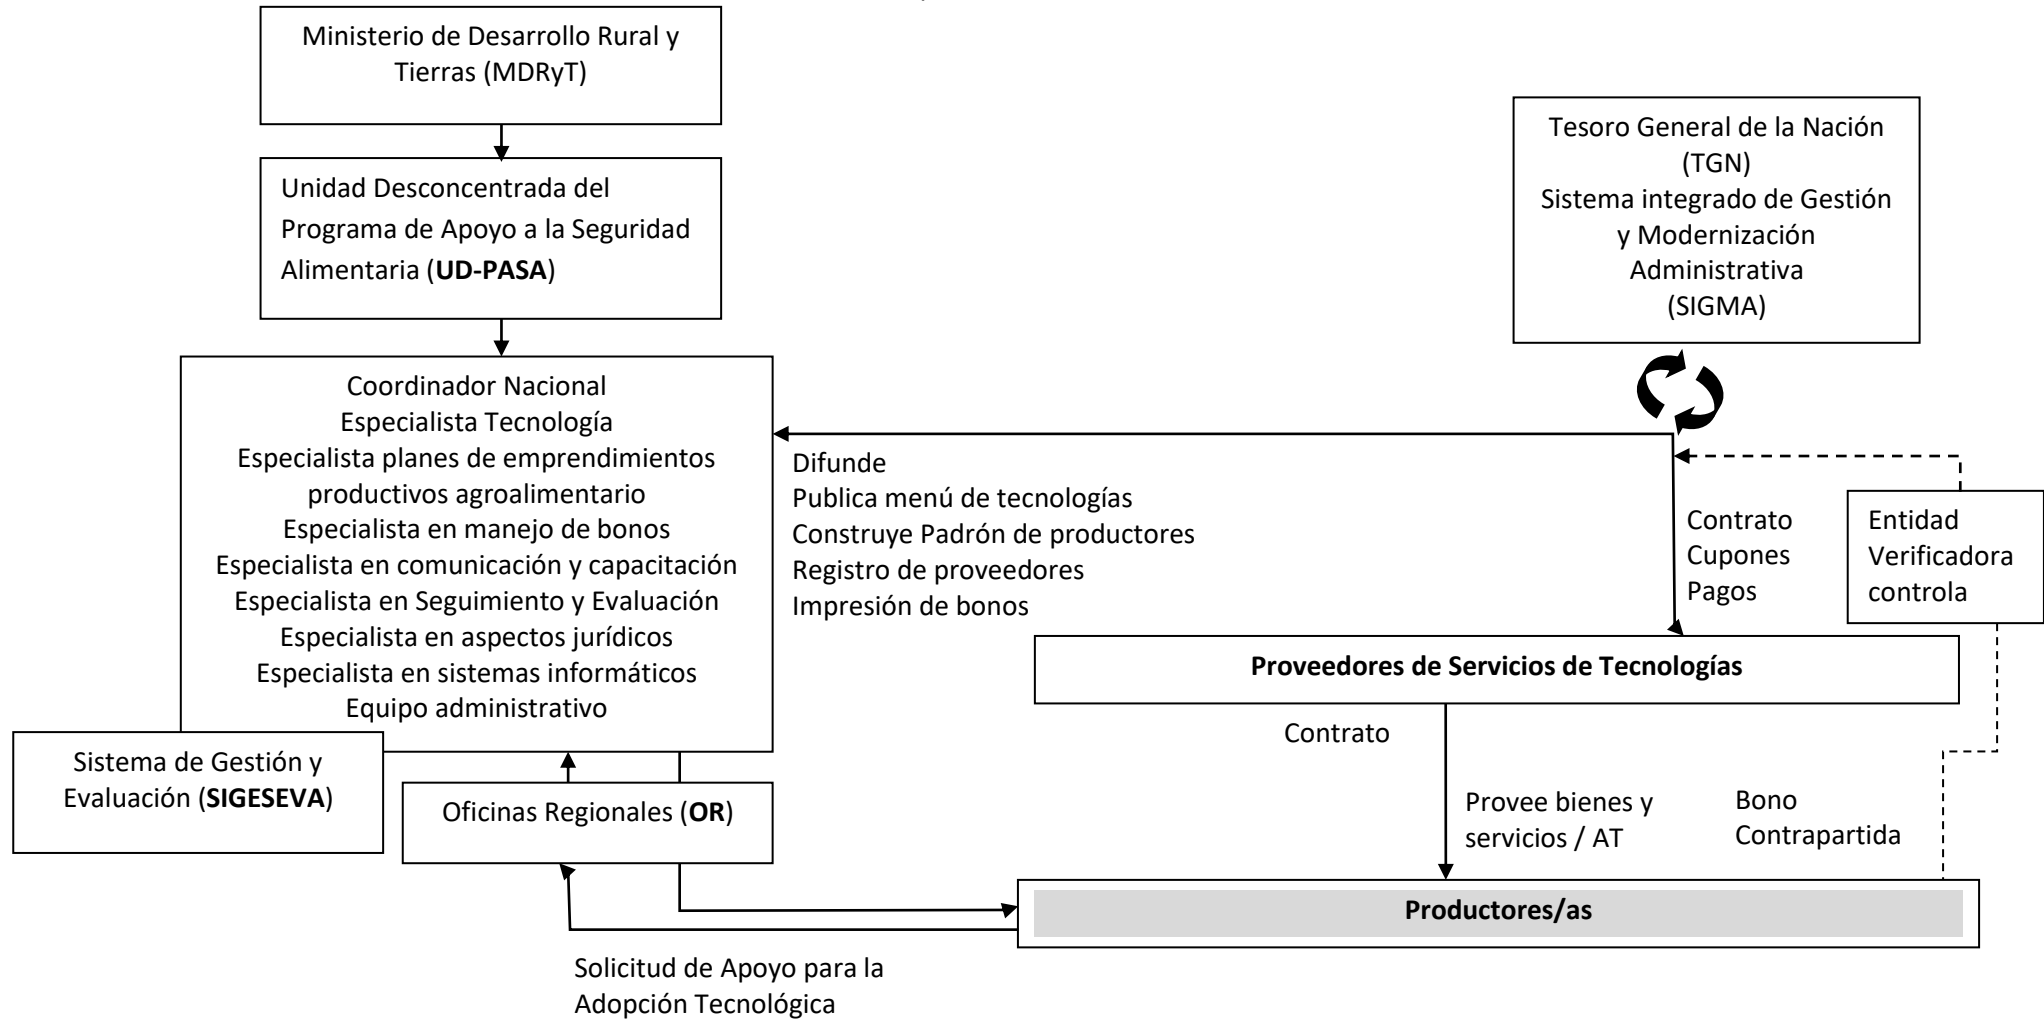 Ministerio de Desarrollo Rural y
Tierras (MDRyT)
Unidad Desconcentrada del
Programa de Apoyo a la Seguridad
Alimentaria (UD-PASA)
Tesoro General de la Nación
(TGN)
Sistema integrado de Gestión
y Modernización
Administrativa
(SIGMA)
Coordinador Nacional
Especialista Tecnología
Especialista planes de emprendimientos
productivos agroalimentario
Especialista en manejo de bonos
Especialista en comunicación y capacitación
Especialista en Seguimiento y Evaluación
Especialista en aspectos jurídicos
Especialista en sistemas informáticos
Equipo administrativo
Difunde
Publica menú de tecnologías
Construye Padrón de productores
Registro de proveedores
Impresión de bonos
Contrato
Cupones
Pagos
Entidad
Verificadora
controla
Proveedores de Servicios de Tecnologías
Sistema de Gestión y
Evaluación (SIGESEVA)
Oficinas Regionales (OR)
Contrato
Provee bienes y
servicios / AT
Bono
Contrapartida
Productores/as
Solicitud de Apoyo para la
Adopción Tecnológica